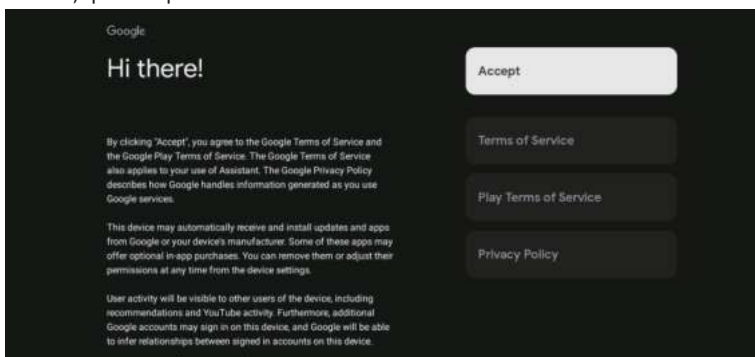 Google
Hi there!
Accept
By clicking "Accept", you agree to the Google Terms of Service and
the Google Play Terms of Service. The Google Terms of Service
also applies to your use of Assistant. The Google Privacy Policy
describes how Google handles information generated as you use
Google services.
This device may automatically receive and install updates and apps
from Google or your device's manufacturer. Some of these apps may
offer optional in-app purchases. You can remove them or adjust their
permissions at any time from the device settings.
User activity will be visible to other users of the device, including
recommendations and YouTube activity. Furthermore, additional
Google accounts may sign in on this device, and Google will be able
to infer relationships between signed in accounts on this device.
Terms of Service
Play Terms of Service
Privacy Policy